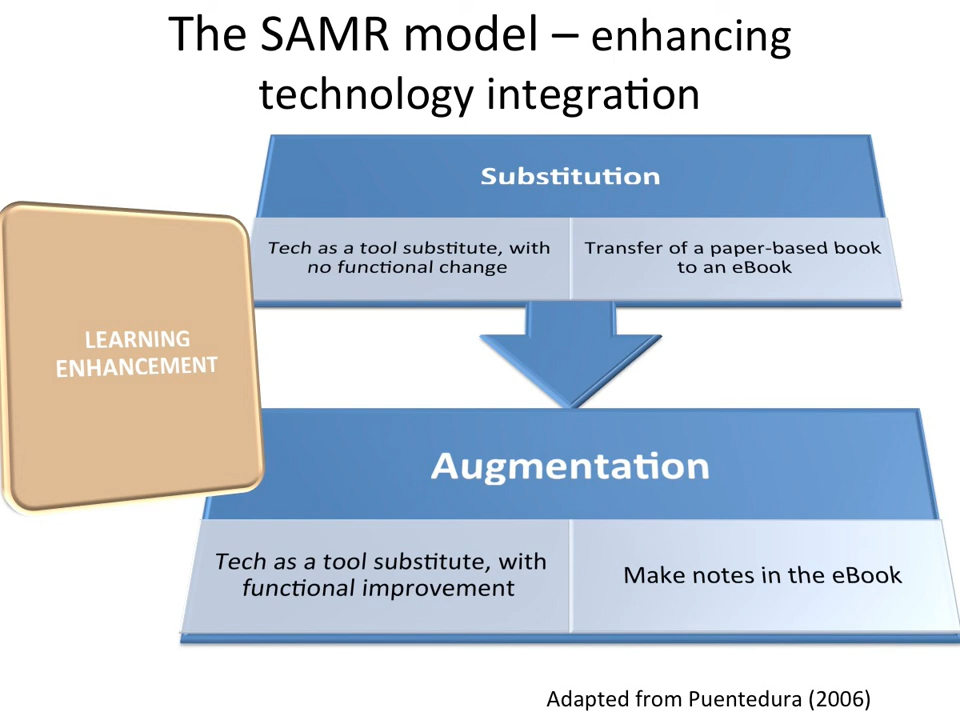 The SAMR model – enhancing
technology integration
Substitution
Tech as a tool substitute, with
no functional change
Transfer of a paper-based book
to an eBook
LEARNING
ENHANCEMENT
Augmentation
Tech as a tool substitute, with
functional improvement
Make notes in the eBook
Adapted from Puentedura (2006)